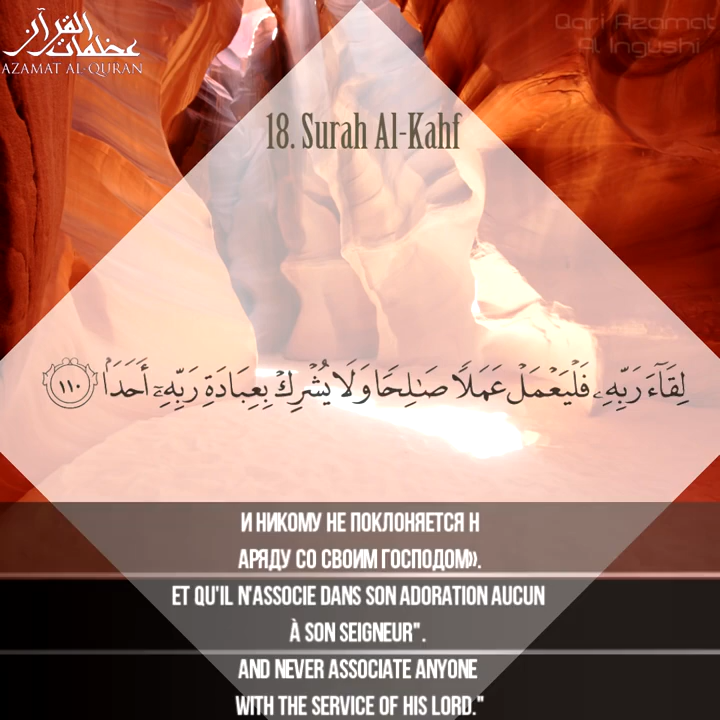 عظمات القرآن
AZAMAT AL-QURAN
Qari Azamat
Al Ingushi
18. Surah Al-Kahf
لِقَآءَ رَبِّهِۦ فَلْيَعْمَلْ عَمَلًا صَٰلِحًا وَلَا يُشْرِكْ بِعِبَادَةِ رَبِّهِۦٓ أَحَدًۢا ١١٠
И НИКОМУ НЕ ПОКЛОНЯЕТСЯ Н
АРЯДУ СО СВОИМ ГОСПОДОМ».
ET QU'IL N'ASSOCIE DANS SON ADORATION AUCUN
À SON SEIGNEUR".
AND NEVER ASSOCIATE ANYONE
WITH THE SERVICE OF HIS LORD."